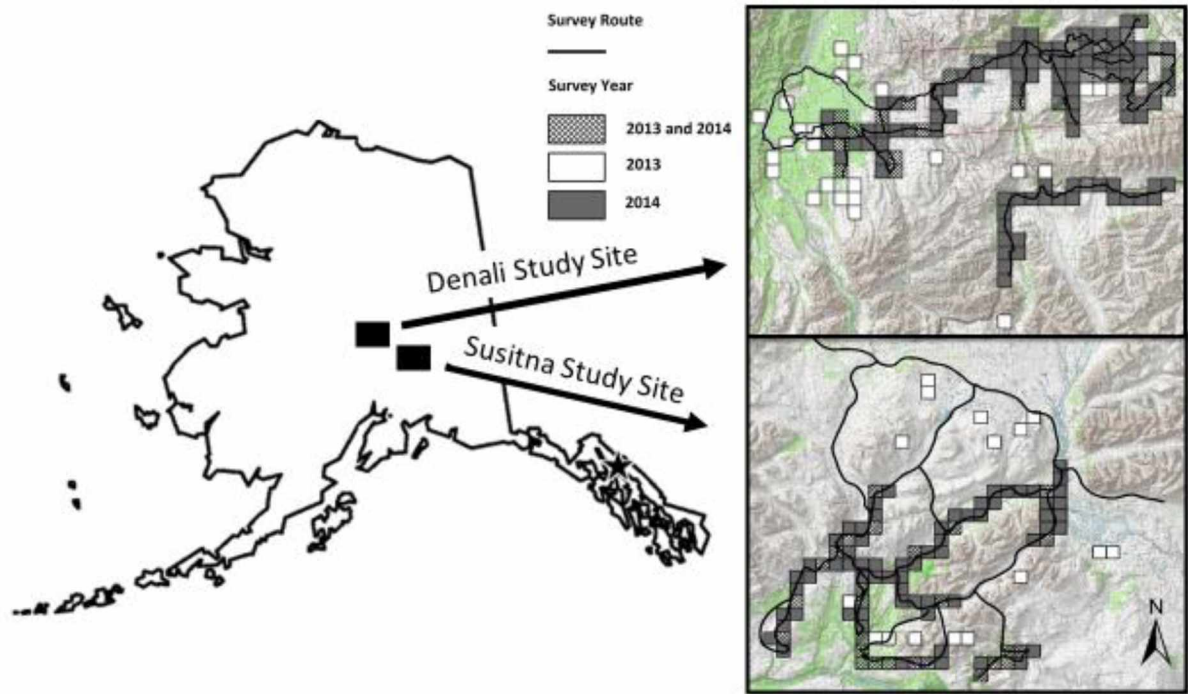 Survey Route
Survey Year
2013 and 2014
2013
2014
Denali Study Site
Susitna Study Site
N